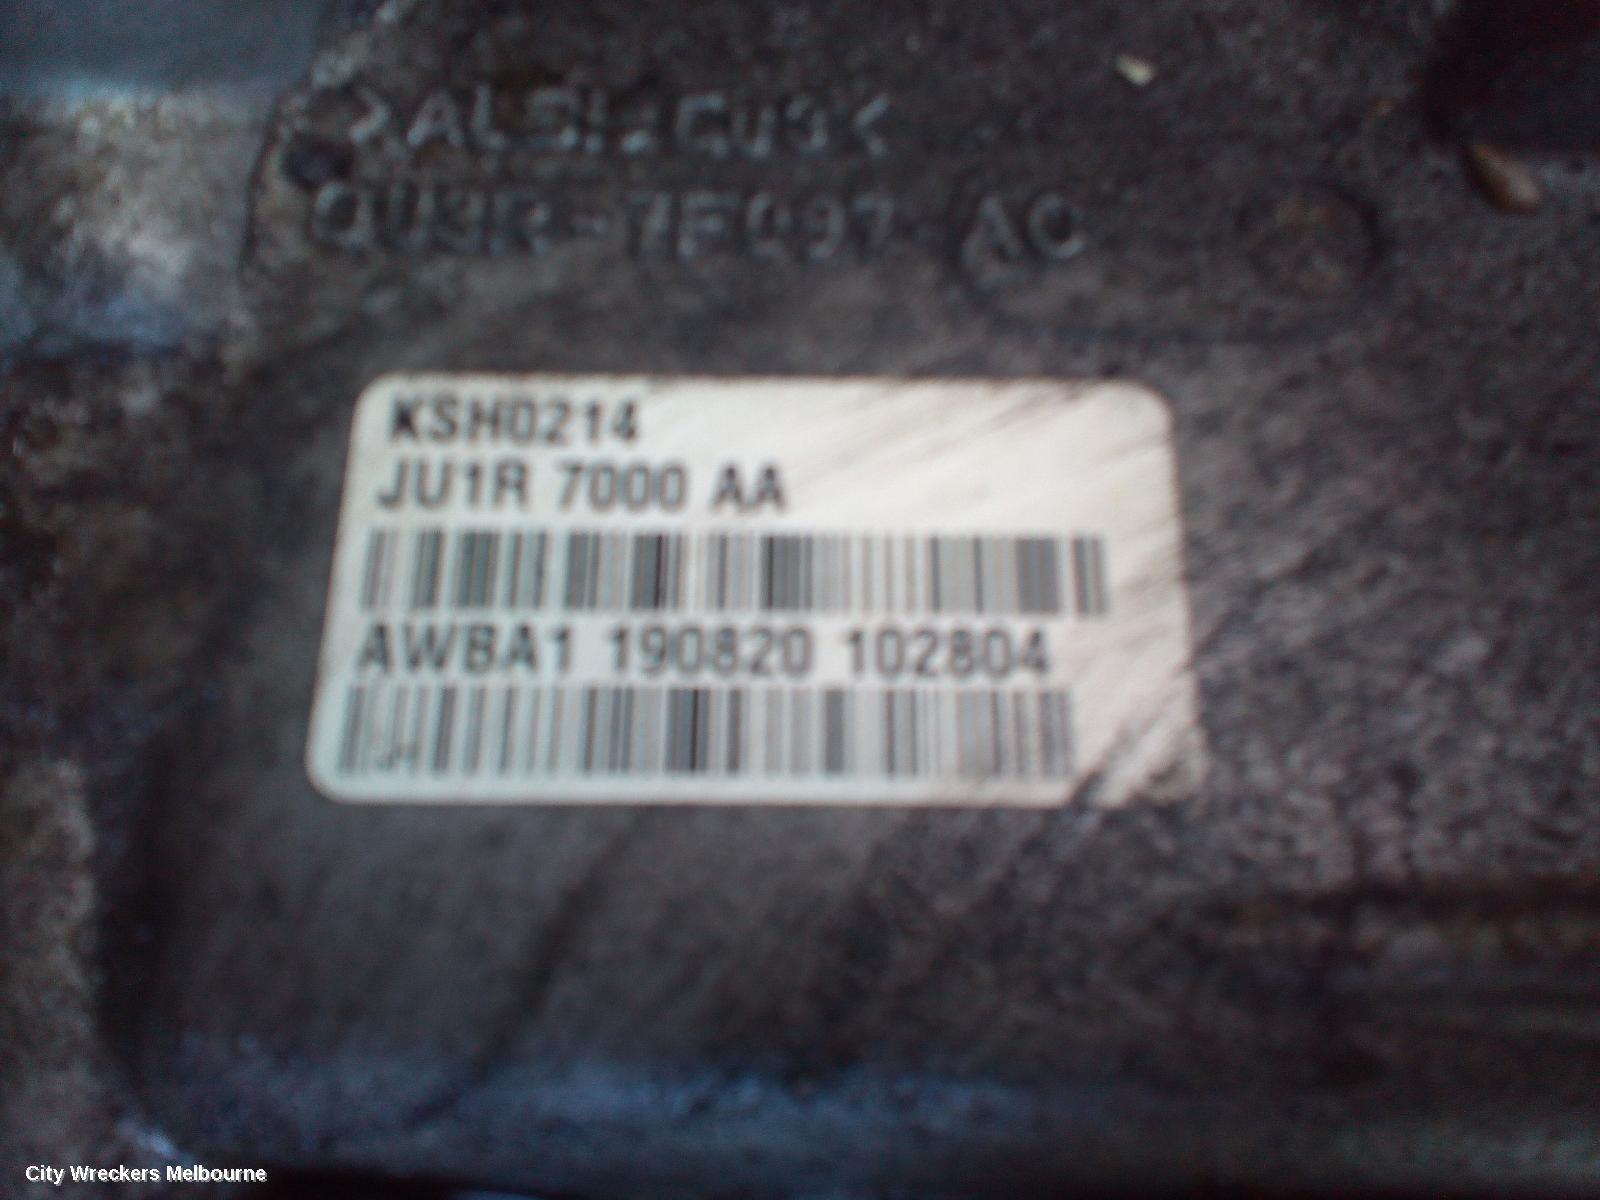 KSH0214
JU1R 7000 AA
AWBA1 190820 102804
City Wreckers Melbourne